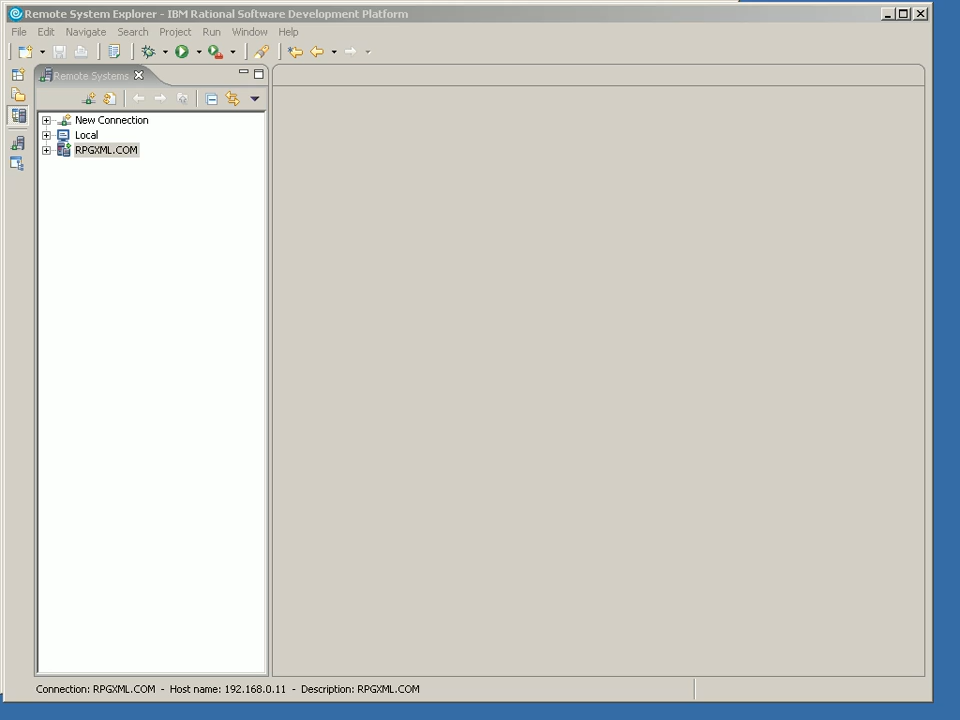 Remote System Explorer - IBM Rational Software Development Platform
File Edit Navigate Search Project Run Window Help
Remote Systems
New Connection
Local
RPGXML.COM
Connection: RPGXML.COM - Host name: 192.168.0.11 - Description: RPGXML.COM